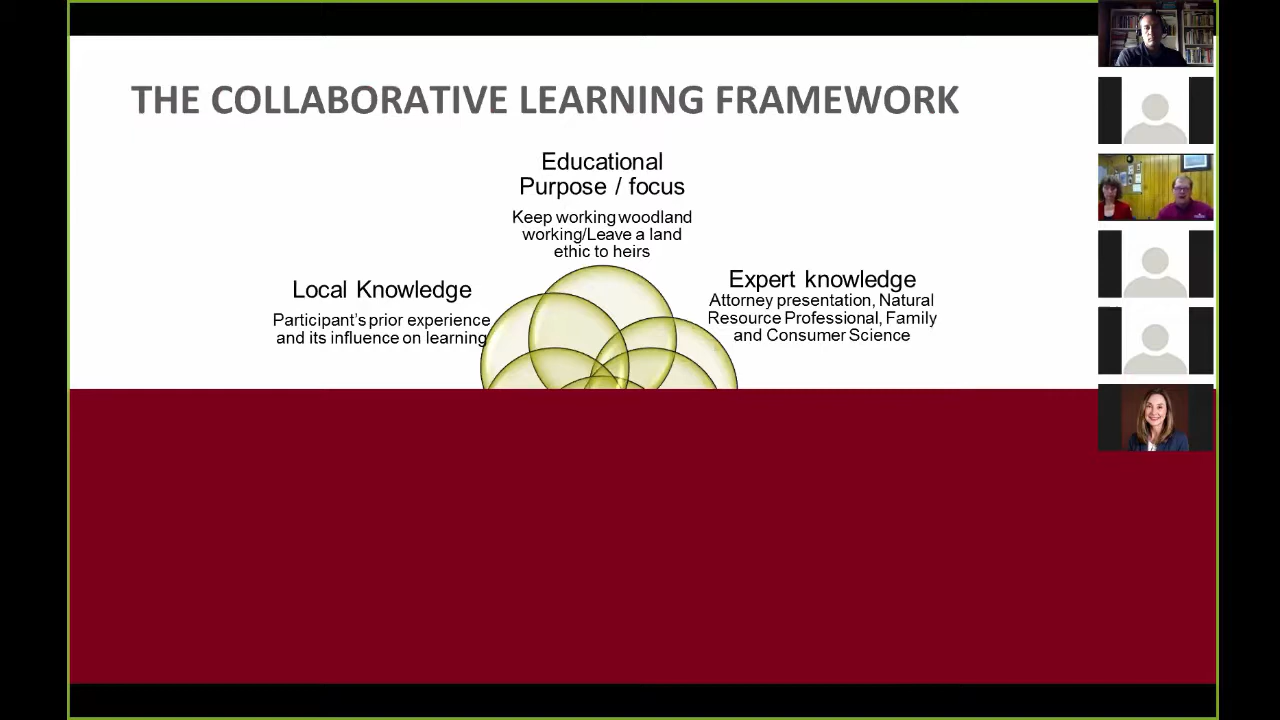 THE COLLABORATIVE LEARNING FRAMEWORK
Educational
Purpose / focus
Keep working woodland
working/Leave a land
ethic to heirs
Local Knowledge
Participant's prior experience
and its influence on learning
Expert knowledge
Attorney presentation, Natural
Resource Professional, Family
and Consumer Science